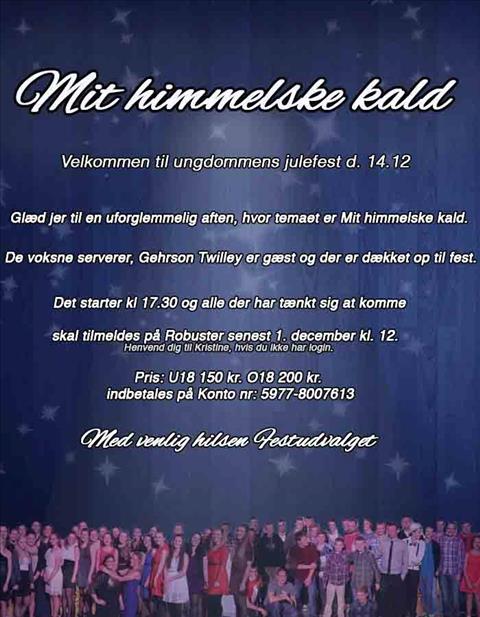 Mit himmelske kald
Velkommen til ungdommens julefest d. 14.12
Glæd jer til en uforglemmelig aften, hvor temaet er Mit himmelske kald.
De voksne serverer, Gehrson Twilley er gæst og der er dækket op til fest.
Det starter kl 17.30 og alle der har tænkt sig at komme
skal tilmeldes på Robuster senest 1. december kl. 12.
Henvend dig til Kristine, hvis du ikke har login.
Pris: U18 150 kr. O18 200 kr.
indbetales på Konto nr: 5977-8007613
Med venlig hilsen Festudvalget